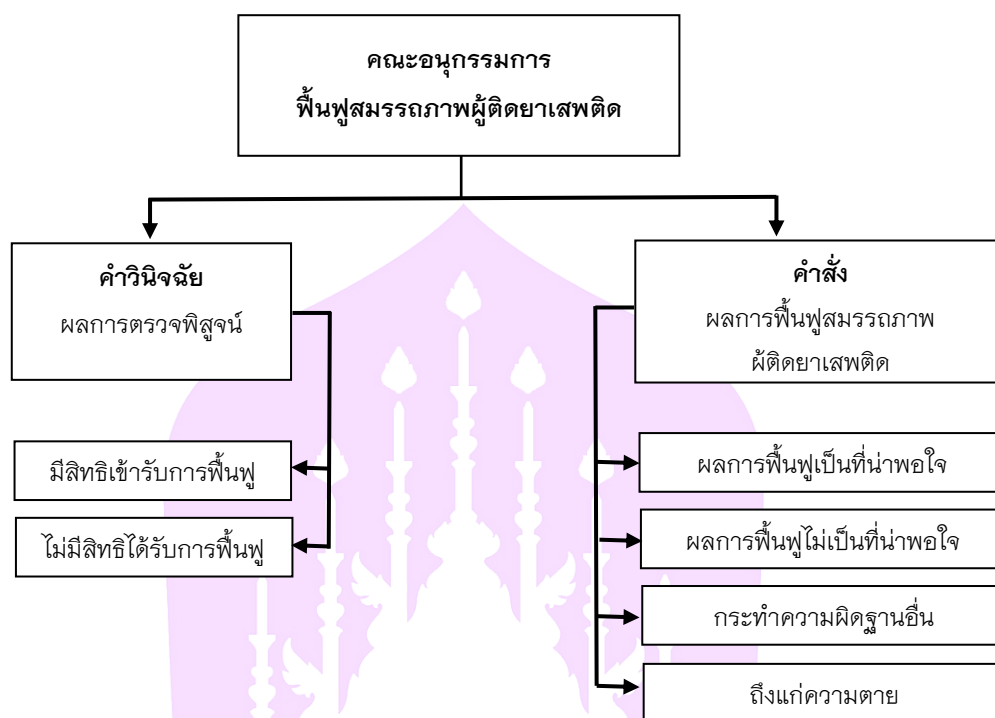 คณะอนุกรรมการ
ฟื้นฟูสมรรถภาพผู้ติดยาเสพติด
คำวินิจฉัย
ผลการตรวจพิสูจน์
มีสิทธิเข้ารับการฟื้นฟู
ไม่มีสิทธิได้รับการฟื้นฟู
คำสั่ง
ผลการฟื้นฟูสมรรถภาพ
ผู้ติดยาเสพติด
ผลการฟื้นฟูเป็นที่น่าพอใจ
ผลการฟื้นฟูไม่เป็นที่น่าพอใจ
กระทำความผิดฐานอื่น
ถึงแก่ความตาย